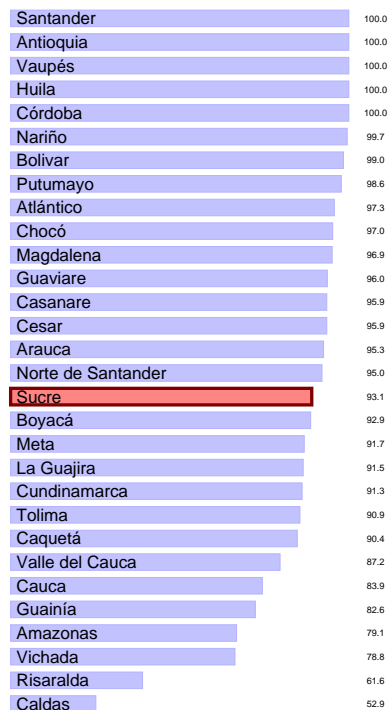 Santander 100.0
Antioquia 100.0
Vaupés 100.0
Huila 100.0
Córdoba 100.0
Nariño 99.7
Bolivar 99.0
Putumayo 98.6
Atlántico 97.3
Chocó 97.0
Magdalena 96.9
Guaviare 96.0
Casanare 95.9
Cesar 95.9
Arauca 95.3
Norte de Santander 95.0
Sucre 93.1
Boyacá 92.9
Meta 91.7
La Guajira 91.5
Cundinamarca 91.3
Tolima 90.9
Caquetá 90.4
Valle del Cauca 87.2
Cauca 83.9
Guainía 82.6
Amazonas 79.1
Vichada 78.8
Risaralda 61.6
Caldas 52.9